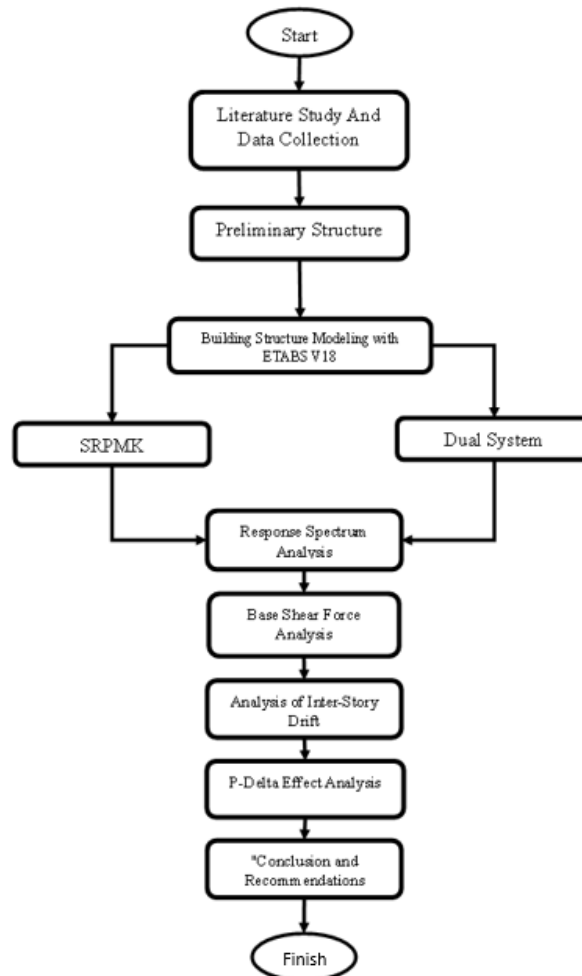 Start
Literature Study And
Data Collection
Preliminary Structure
Building Structure Modeling with
ETABS V18
SRPMK
Dual System
Response Spectrum
Analysis
Base Shear Force
Analysis
Analysis of Inter-Story
Drift
P-Delta Effect Analysis
"Conclusion and
Recommendations
Finish